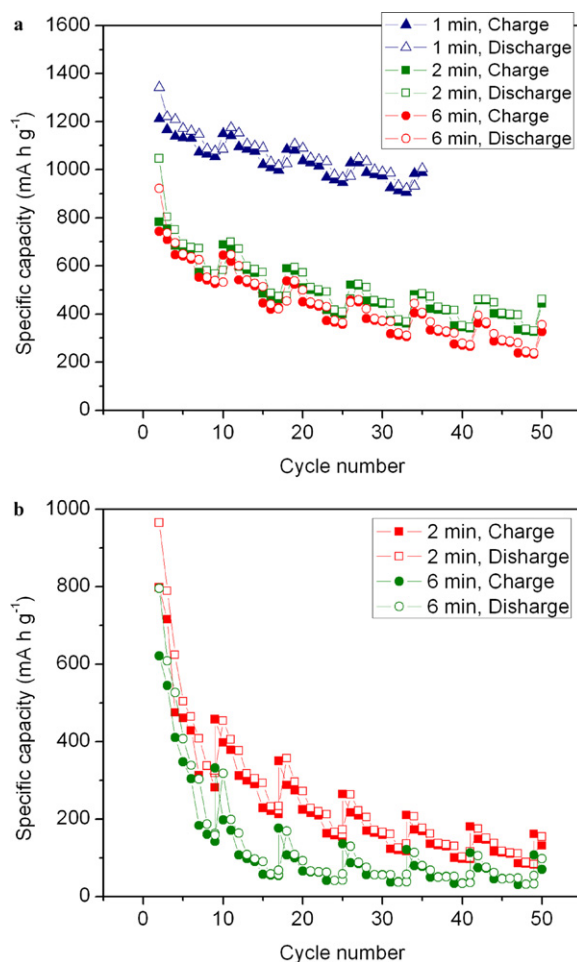 a
1 min, Charge
1 min, Discharge
2 min, Charge
2 min, Discharge
6 min, Charge
6 min, Discharge
Specific capacity (mA h g⁻¹)
1600
1400
1200
1000
800
600
400
200
0
0 10 20 30 40 50
Cycle number
b
2 min, Charge
2 min, Disharge
6 min, Charge
6 min, Disharge
Specific capacity (mA h g⁻¹)
1000
800
600
400
200
0
0 10 20 30 40 50
Cycle number